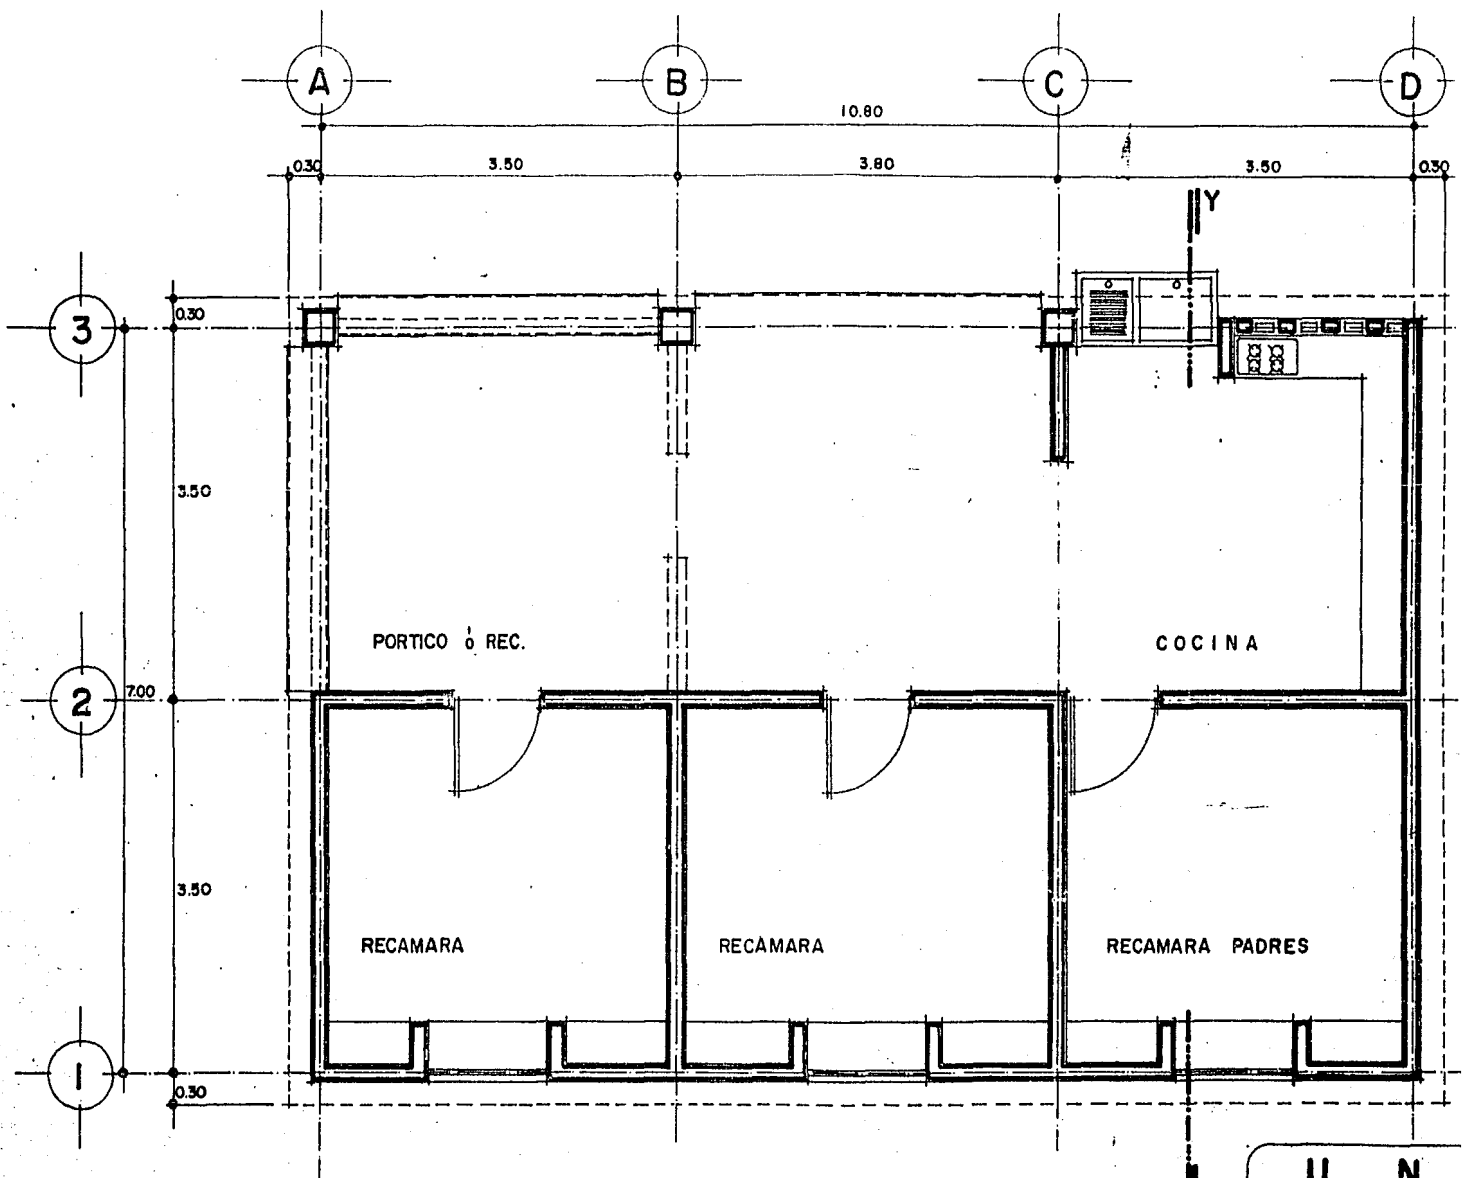 A B C D
10.80
0.30 3.50 3.80 3.50 0.30
Y
3
0.30
3.50
PORTICO ó REC.
COCINA
2
7.00
3.50
RECAMARA
RECAMARA
RECAMARA PADRES
1
0.30
U N